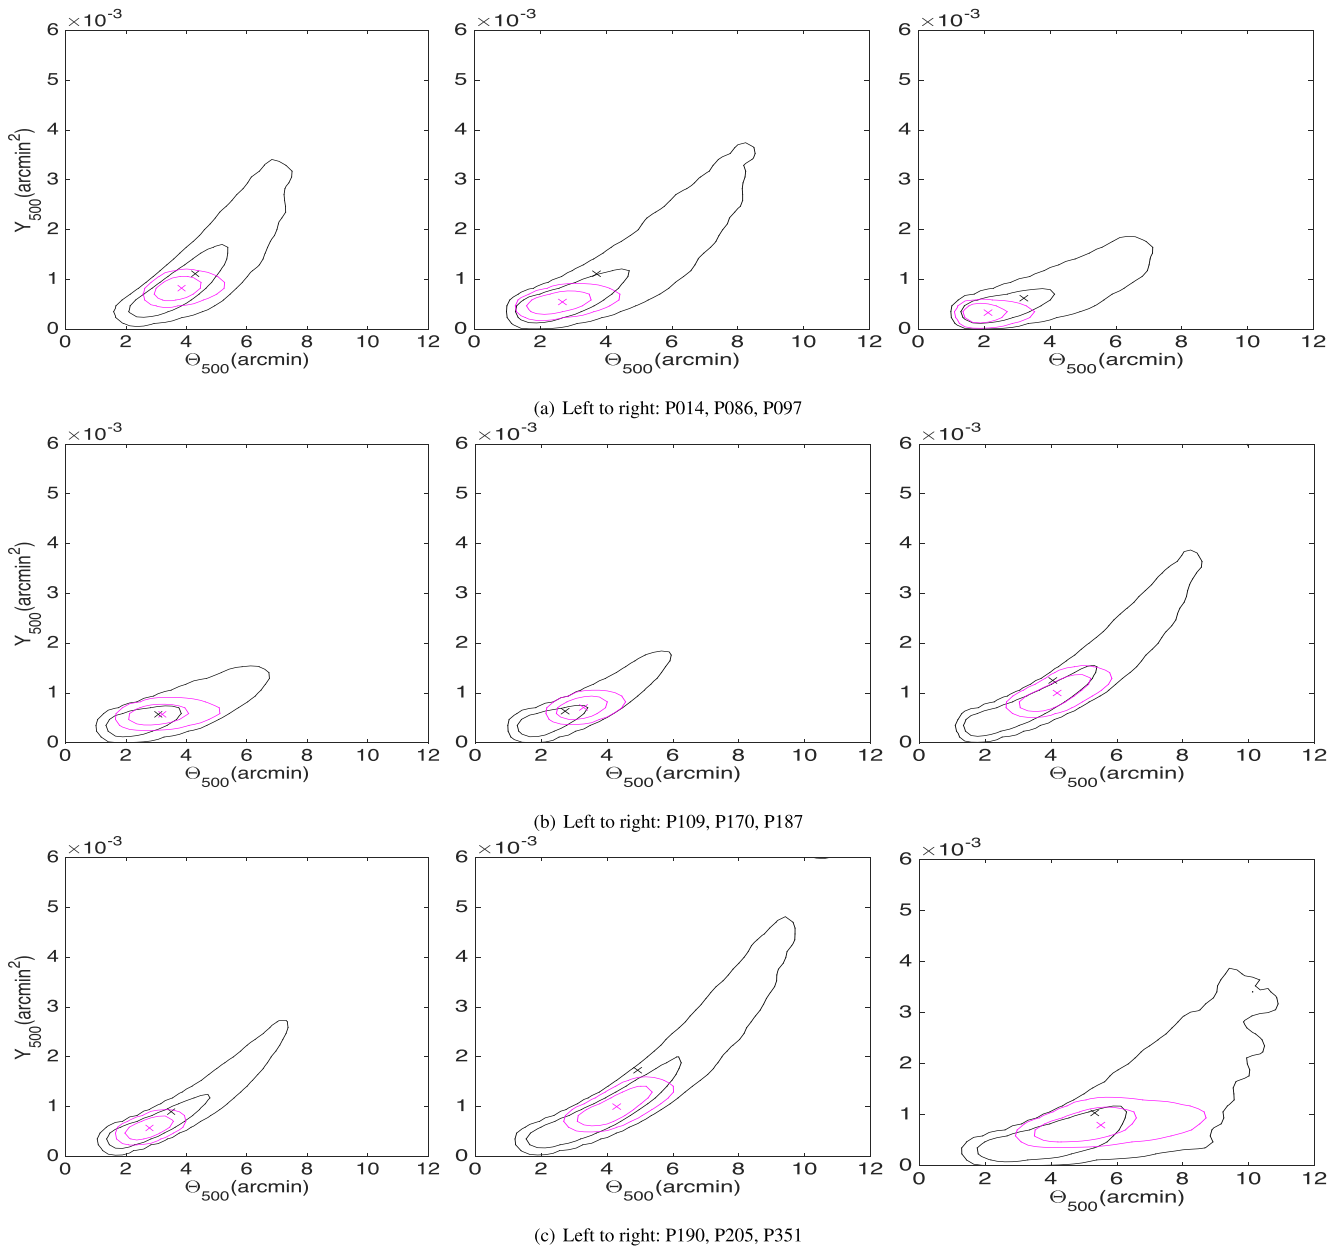 ×10⁻³ ×10⁻³ ×10⁻³
6 6 6
5 5 5
4 4 4
3 3 3
2 2 2
1 1 1
0 0 0
Y500(arcmin²)
0 2 4 6 8 10 12 0 2 4 6 8 10 12 0 2 4 6 8 10 12
Θ500(arcmin) Θ500(arcmin) Θ500(arcmin)
(a) Left to right: P014, P086, P097
×10⁻³ ×10⁻³ ×10⁻³
6 6 6
5 5 5
4 4 4
3 3 3
2 2 2
1 1 1
0 0 0
Y500(arcmin²)
0 2 4 6 8 10 12 0 2 4 6 8 10 12 0 2 4 6 8 10 12
Θ500(arcmin) Θ500(arcmin) Θ500(arcmin)
(b) Left to right: P109, P170, P187
×10⁻³ ×10⁻³ ×10⁻³
6 6 6
5 5 5
4 4 4
3 3 3
2 2 2
1 1 1
0 0 0
Y500(arcmin²)
0 2 4 6 8 10 12 0 2 4 6 8 10 12 0 2 4 6 8 10 12
Θ500(arcmin) Θ500(arcmin) Θ500(arcmin)
(c) Left to right: P190, P205, P351